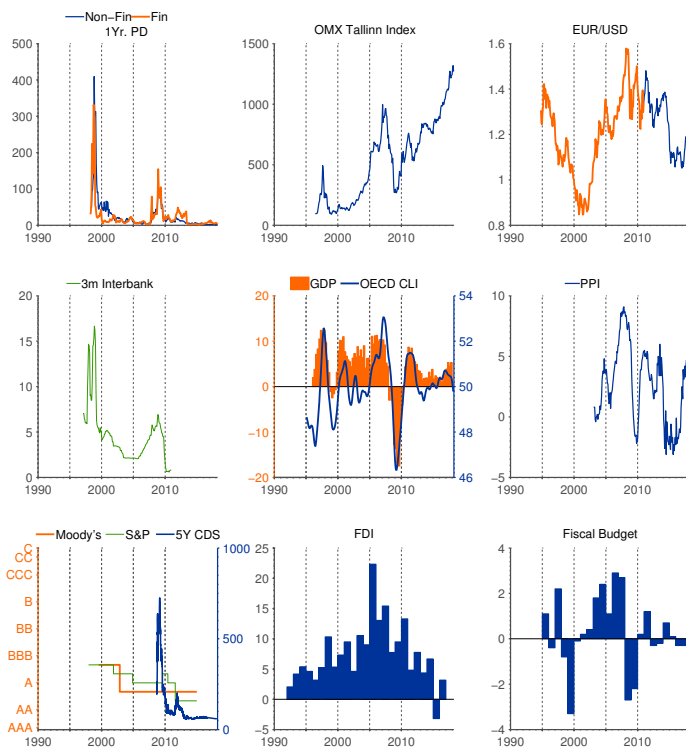 Non−Fin Fin
1Yr. PD
500
400
300
200
100
0
1990 2000 2010
OMX Tallinn Index
1500
1000
500
0
1990 2000 2010
EUR/USD
1.6
1.4
1.2
1
0.8
1990 2000 2010
3m Interbank
20
15
10
5
0
1990 2000 2010
GDP OECD CLI
20 54
10 52
0 50
−10 48
−20 46
1990 2000 2010
PPI
10
5
0
−5
1990 2000 2010
Moody's S&P 5Y CDS
C 1000
CC
CCC
B
BB 500
BBB
A
AA
AAA 0
1990 2000 2010
FDI
25
20
15
10
5
0
−5
1990 2000 2010
Fiscal Budget
4
2
0
−2
−4
1990 2000 2010